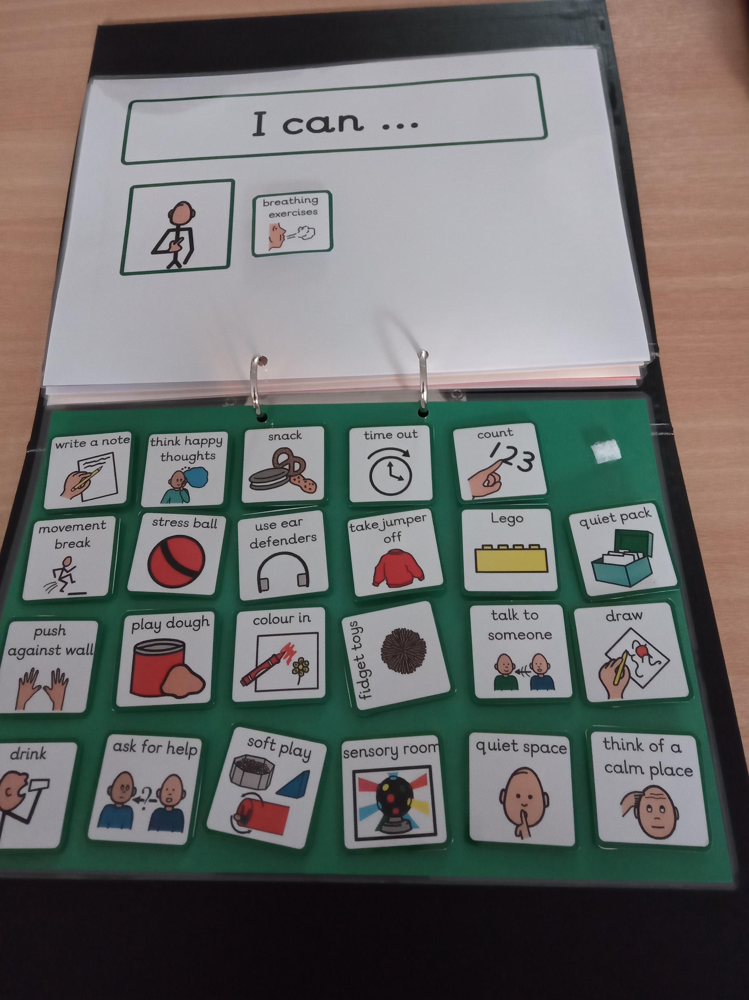 I can ...
breathing
exercises
write a note
think happy
thoughts
snack
time out
count
123
movement
break
stress ball
use ear
defenders
take jumper
off
Lego
quiet pack
push
against wall
play dough
colour in
fidget toys
talk to
someone
draw
drink
ask for help
?
soft play
sensory room
quiet space
think of a
calm place